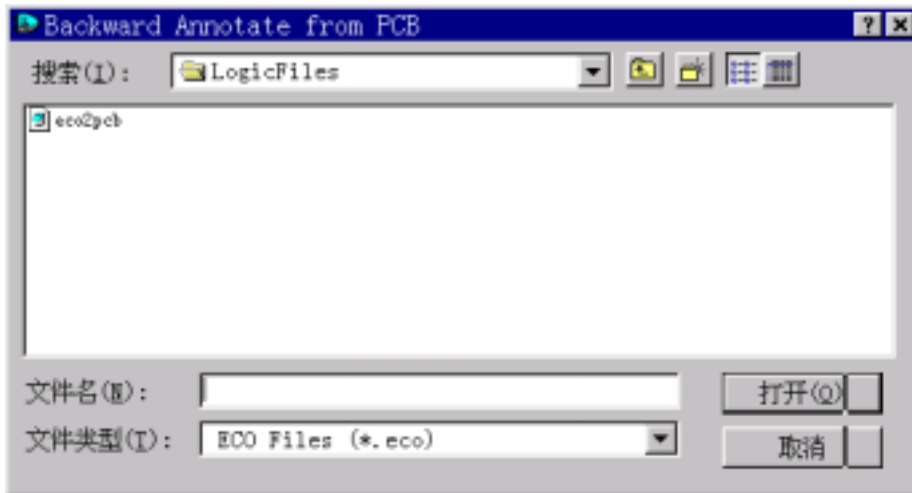 Backward Annotate from PCB
搜索(I): LogicFiles
eco2pcb
文件名(N):
打开(O)
文件类型(T): ECO Files (*.eco)
取消